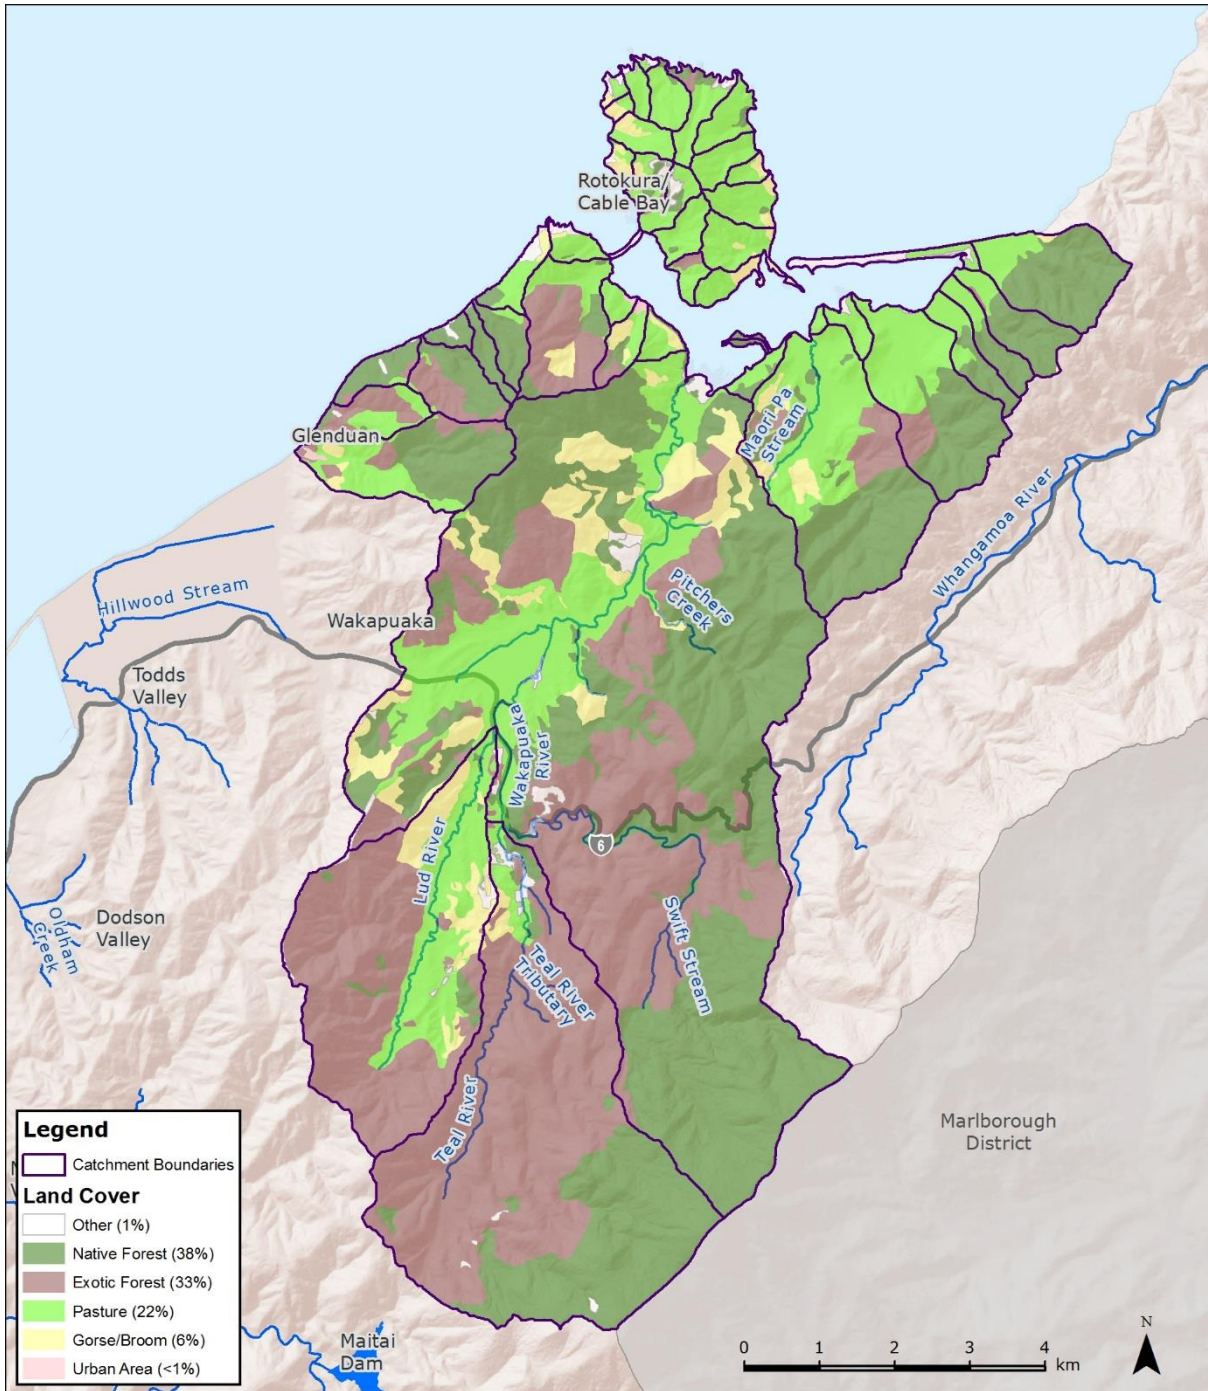 Rotokura/
Cable Bay
Glenduan
Maori Pa
Stream
Whangamoa River
Hillwood Stream
Wakapuaka
Pitchers
Creek
Todds
Valley
Wakapuaka
River
Lud River
6
Oldham
Creek
Dodson
Valley
Swift Stream
Teal River
Tributary
Teal River
Marlborough
District
Maitai
Dam
Legend
Catchment Boundaries
Land Cover
Other (1%)
Native Forest (38%)
Exotic Forest (33%)
Pasture (22%)
Gorse/Broom (6%)
Urban Area (<1%)
0 1 2 3 4
km
N